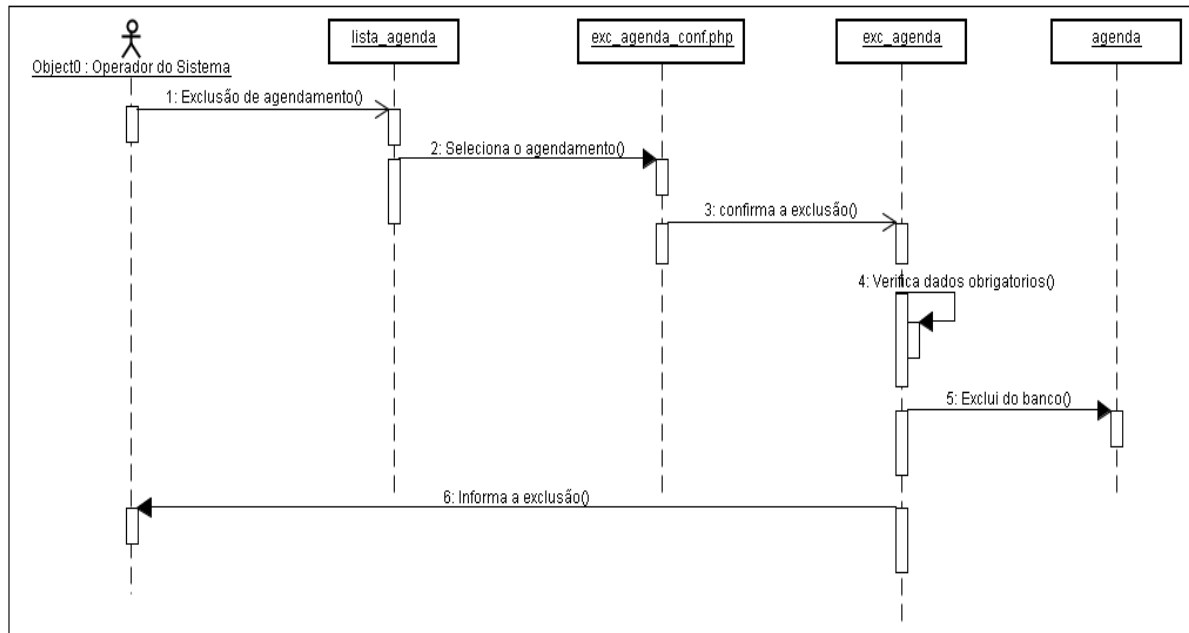 lista_agenda
exc_agenda_conf.php
exc_agenda
agenda
Object0 : Operador do Sistema
1: Exclusão de agendamento()
2: Seleciona o agendamento()
3: confirma a exclusão()
4: Verifica dados obrigatorios()
5: Exclui do banco()
6: Informa a exclusão()